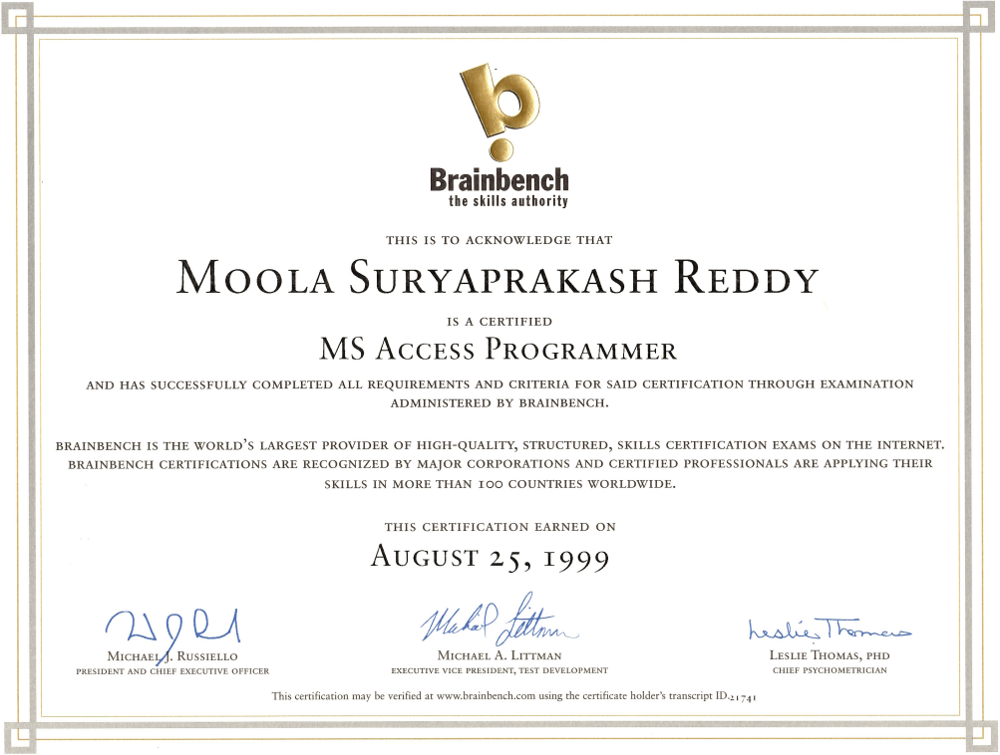 Brainbench
the skills authority
THIS IS TO ACKNOWLEDGE THAT
MOOLA SURYAPRAKASH REDDY
IS A CERTIFIED
MS ACCESS PROGRAMMER
AND HAS SUCCESSFULLY COMPLETED ALL REQUIREMENTS AND CRITERIA FOR SAID CERTIFICATION THROUGH EXAMINATION
ADMINISTERED BY BRAINBENCH.
BRAINBENCH IS THE WORLD'S LARGEST PROVIDER OF HIGH-QUALITY, STRUCTURED, SKILLS CERTIFICATION EXAMS ON THE INTERNET.
BRAINBENCH CERTIFICATIONS ARE RECOGNIZED BY MAJOR CORPORATIONS AND CERTIFIED PROFESSIONALS ARE APPLYING THEIR
SKILLS IN MORE THAN 100 COUNTRIES WORLDWIDE.
THIS CERTIFICATION EARNED ON
AUGUST 25, 1999
Michael Littman
Leslie Thomas
MICHAEL J. RUSSIELLO
PRESIDENT AND CHIEF EXECUTIVE OFFICER
MICHAEL A. LITTMAN
EXECUTIVE VICE PRESIDENT, TEST DEVELOPMENT
LESLIE THOMAS, PHD
CHIEF PSYCHOMETRICIAN
This certification may be verified at www.brainbench.com using the certificate holder's transcript ID.21741